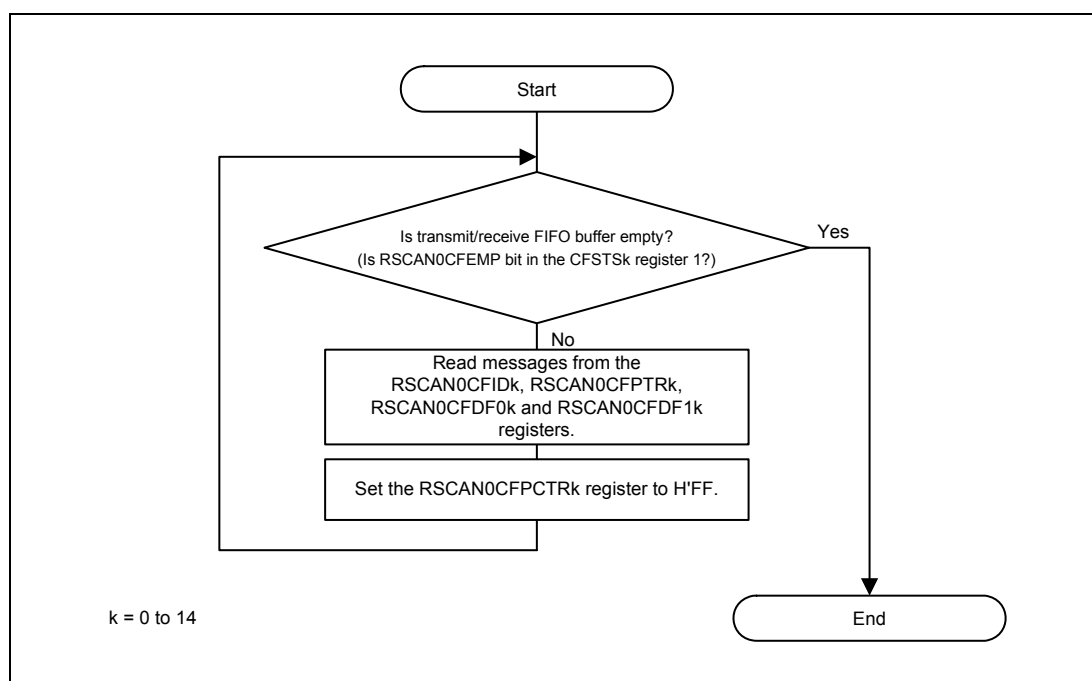 Start
Is transmit/receive FIFO buffer empty?
(Is RSCAN0CFEMP bit in the CFSTSk register 1?)
Yes
No
Read messages from the
RSCAN0CFIDk, RSCAN0CFPTRk,
RSCAN0CFDF0k and RSCAN0CFDF1k
registers.
Set the RSCAN0CFPCTRk register to H'FF.
k = 0 to 14
End